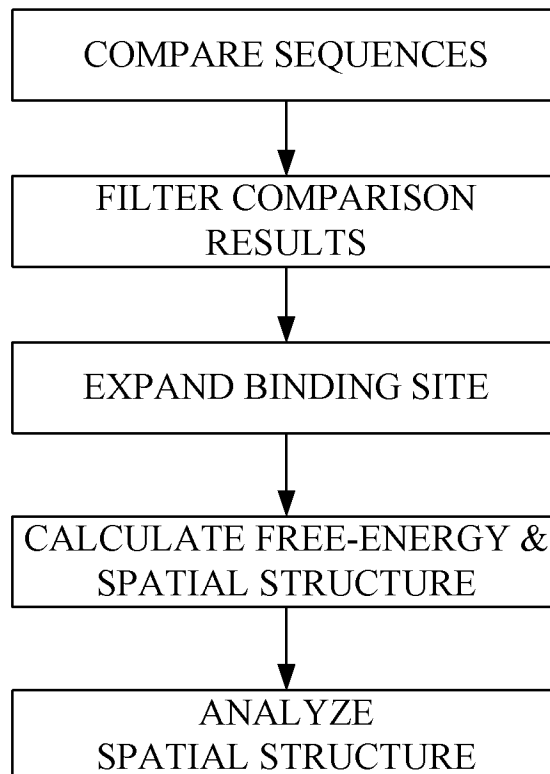 COMPARE SEQUENCES
FILTER COMPARISON
RESULTS
EXPAND BINDING SITE
CALCULATE FREE-ENERGY &
SPATIAL STRUCTURE
ANALYZE
SPATIAL STRUCTURE